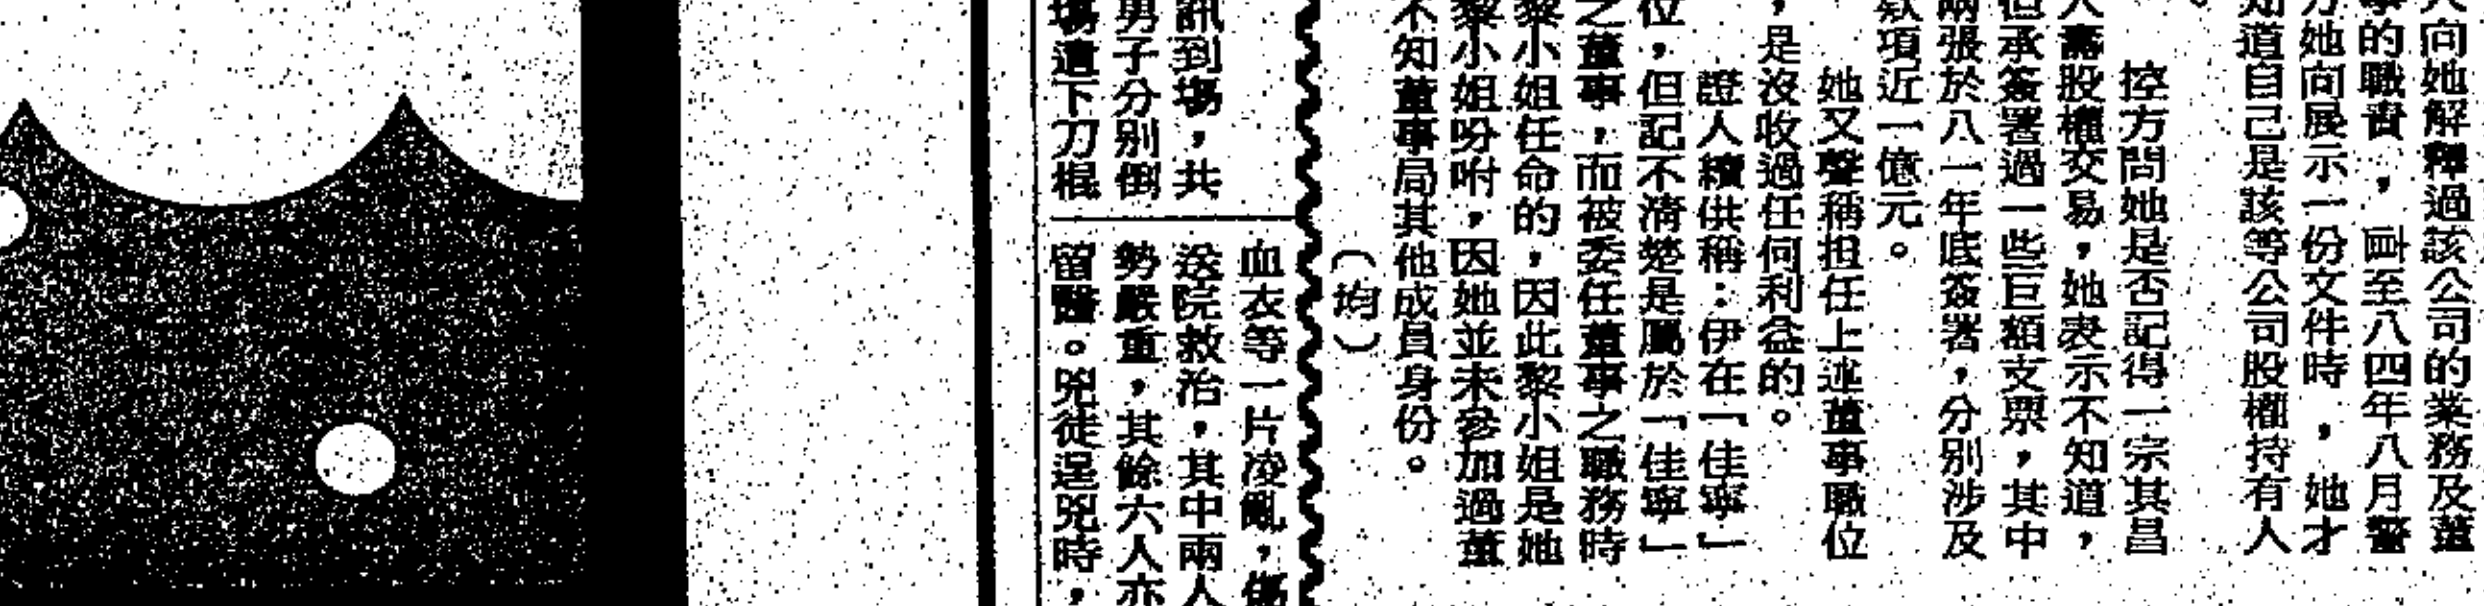 人向她解釋過該公司的業務及董
事的職責，直至八四年八月警
方她向展示一份文件時，她才
知道自己是該等公司股權持有人
。
控方問她是否記得一宗其昌
人壽股權交易，她表示不知道，
但承簽署過一些巨額支票，其中
兩張於八一年底簽署，分別涉及
款項近一億元。
她又聲稱担任上述董事職位
，是沒收過任何利益的。
證人續供稱：伊在「佳寧」
位，但記不清楚是屬於「佳寧」
之董事，而被委任董事之職務時
黎小姐任命的，因此黎小姐是她
黎小姐吩咐，因她並未參加過董
不知董事局其他成員身份。
（均）
訊到場，共
男子分別倒
場遺下刀棍
血衣等一片凌亂，傷
送院救治，其中兩人
勢嚴重，其餘六人亦
留醫。兇徒逞兇時，